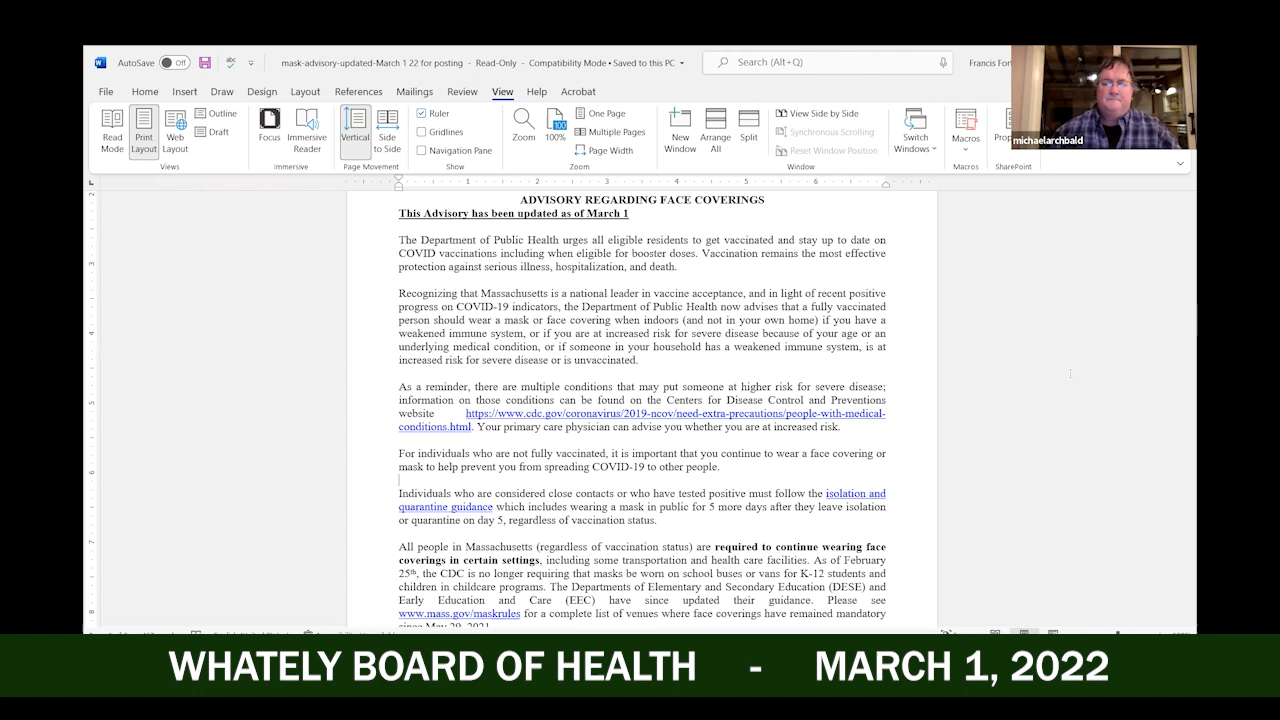 AutoSave Off mask-advisory-updated-March 1 22 for posting - Read-Only - Compatibility Mode • Saved to this PC Search (Alt+Q) Francis For
michaelarchbald
File Home Insert Draw Design Layout References Mailings Review View Help Acrobat
Read Mode Print Layout Web Layout Outline Draft Focus Immersive Reader Vertical Side to Side Ruler Gridlines Navigation Pane Zoom 100% One Page Multiple Pages Page Width New Window Arrange All Split View Side by Side Synchronous Scrolling Reset Window Position Switch Windows Macros
Views Immersive Page Movement Show Zoom Window Macros SharePoint
1 2 3 4 5 6
ADVISORY REGARDING FACE COVERINGS
This Advisory has been updated as of March 1
The Department of Public Health urges all eligible residents to get vaccinated and stay up to date on
COVID vaccinations including when eligible for booster doses. Vaccination remains the most effective
protection against serious illness, hospitalization, and death.
Recognizing that Massachusetts is a national leader in vaccine acceptance, and in light of recent positive
progress on COVID-19 indicators, the Department of Public Health now advises that a fully vaccinated
person should wear a mask or face covering when indoors (and not in your own home) if you have a
weakened immune system, or if you are at increased risk for severe disease because of your age or an
underlying medical condition, or if someone in your household has a weakened immune system, is at
increased risk for severe disease or is unvaccinated.
As a reminder, there are multiple conditions that may put someone at higher risk for severe disease;
information on those conditions can be found on the Centers for Disease Control and Preventions
website https://www.cdc.gov/coronavirus/2019-ncov/need-extra-precautions/people-with-medical-
conditions.html. Your primary care physician can advise you whether you are at increased risk.
For individuals who are not fully vaccinated, it is important that you continue to wear a face covering or
mask to help prevent you from spreading COVID-19 to other people.
Individuals who are considered close contacts or who have tested positive must follow the isolation and
quarantine guidance which includes wearing a mask in public for 5 more days after they leave isolation
or quarantine on day 5, regardless of vaccination status.
All people in Massachusetts (regardless of vaccination status) are required to continue wearing face
coverings in certain settings, including some transportation and health care facilities. As of February
25th, the CDC is no longer requiring that masks be worn on school buses or vans for K-12 students and
children in childcare programs. The Departments of Elementary and Secondary Education (DESE) and
Early Education and Care (EEC) have since updated their guidance. Please see
www.mass.gov/maskrules for a complete list of venues where face coverings have remained mandatory
since May 29, 2021
WHATELY BOARD OF HEALTH - MARCH 1, 2022